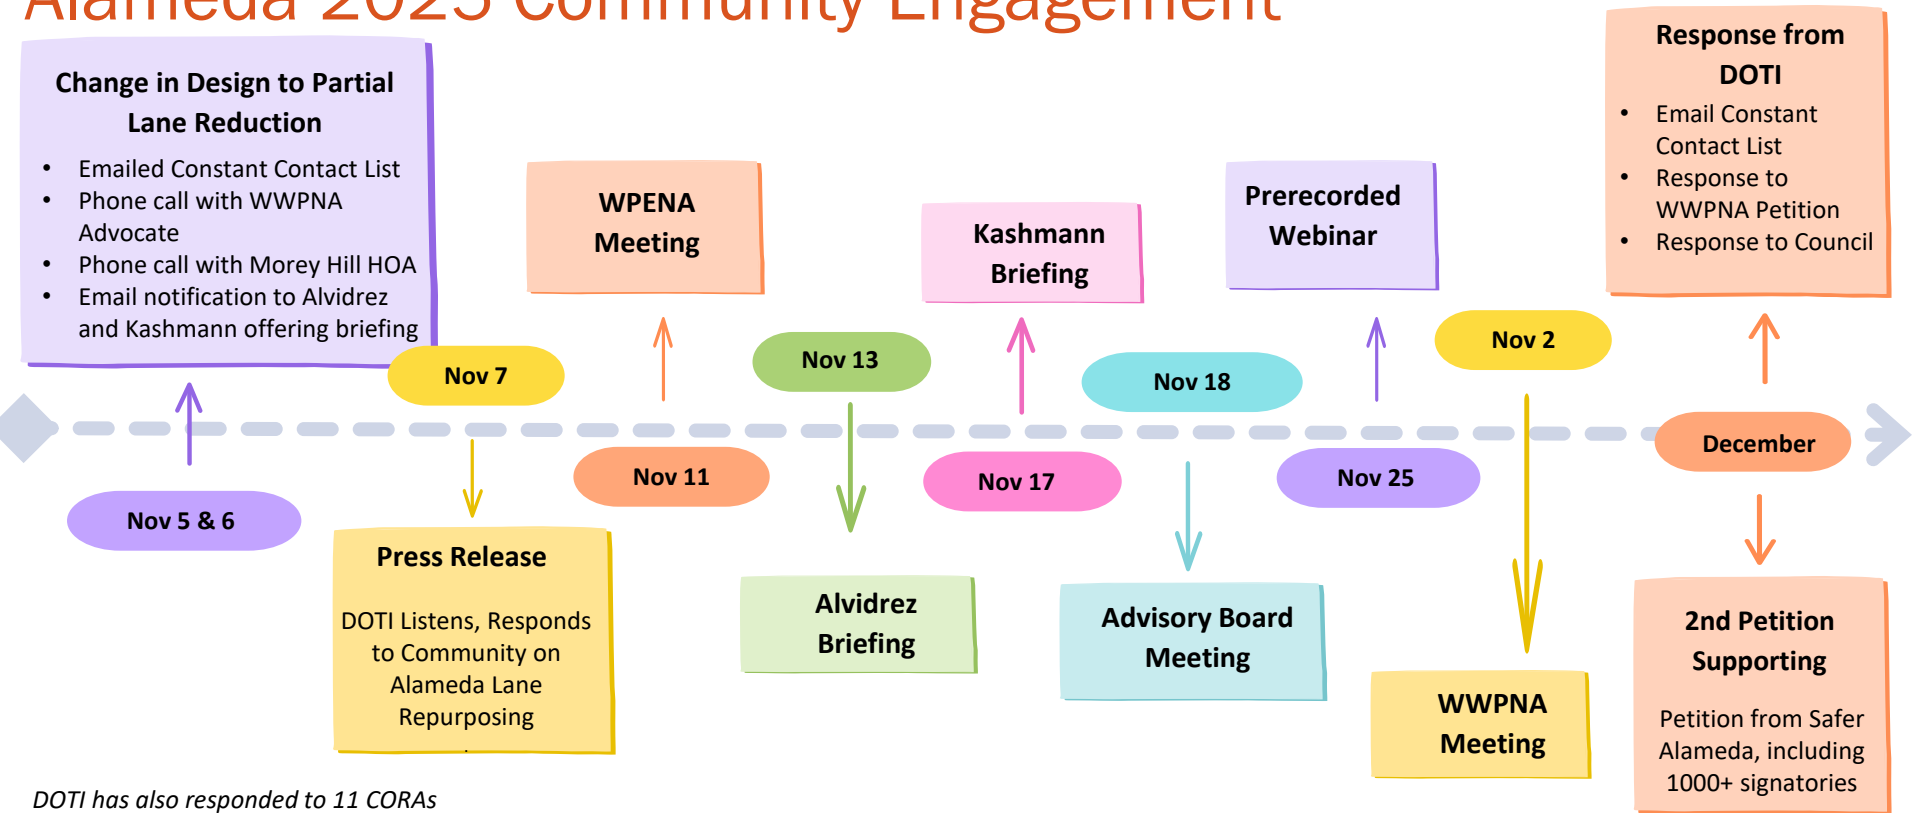 Alameda 2025 Community Engagement
Change in Design to Partial
Lane Reduction
• Emailed Constant Contact List
• Phone call with WWPNA
Advocate
• Phone call with Morey Hill HOA
• Email notification to Alvidrez
and Kashmann offering briefing
Nov 5 & 6
Nov 7
Press Release
DOTI Listens, Responds
to Community on
Alameda Lane
Repurposing
.
WPENA
Meeting
Nov 11
Nov 13
Alvidrez
Briefing
Kashmann
Briefing
Nov 17
Nov 18
Advisory Board
Meeting
Prerecorded
Webinar
Nov 25
Nov 2
WWPNA
Meeting
Response from
DOTI
• Email Constant
Contact List
• Response to
WWPNA Petition
• Response to Council
December
2nd Petition
Supporting
Petition from Safer
Alameda, including
1000+ signatories
DOTI has also responded to 11 CORAs